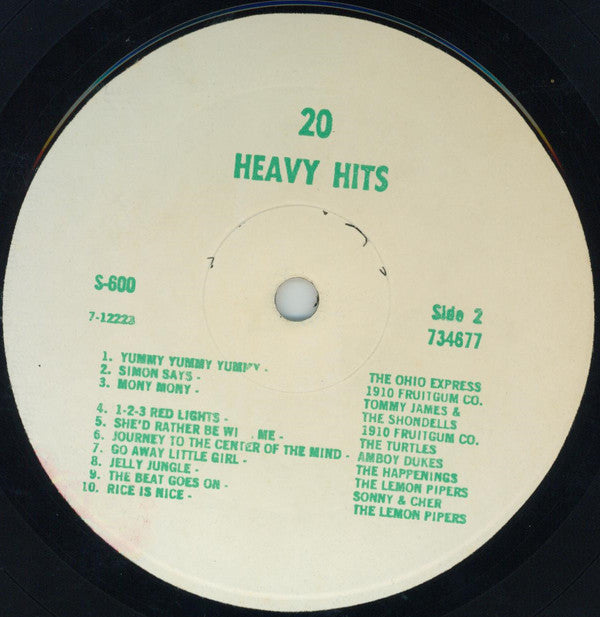 20
HEAVY HITS
S-600
7-12223
Side 2
734677
1. YUMMY YUMMY YUMMY - THE OHIO EXPRESS
2. SIMON SAYS - 1910 FRUITGUM CO.
3. MONY MONY - TOMMY JAMES &
THE SHONDELLS
4. 1-2-3 RED LIGHTS - 1910 FRUITGUM CO.
5. SHE'D RATHER BE ME - THE TURTLES
6. JOURNEY TO THE CENTER OF THE MIND - AMBOY DUKES
7. GO AWAY LITTLE GIRL - THE HAPPENINGS
8. JELLY JUNGLE - THE LEMON PIPERS
9. THE BEAT GOES ON - SONNY & CHER
10. RICE IS NICE - THE LEMON PIPERS